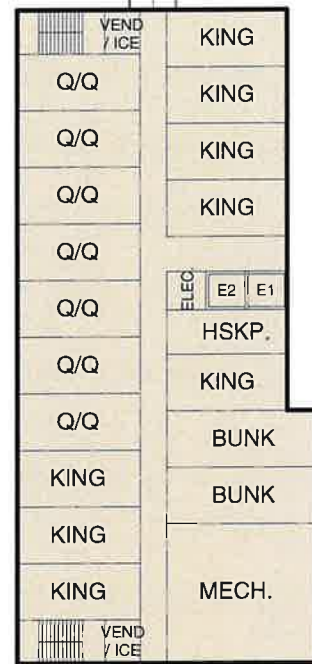 VEND
/ ICE
KING
Q/Q
KING
Q/Q
KING
Q/Q
KING
Q/Q
Q/Q
ELEC.
E2
E1
HSKP.
Q/Q
KING
Q/Q
BUNK
KING
BUNK
KING
KING
MECH.
VEND
/ ICE